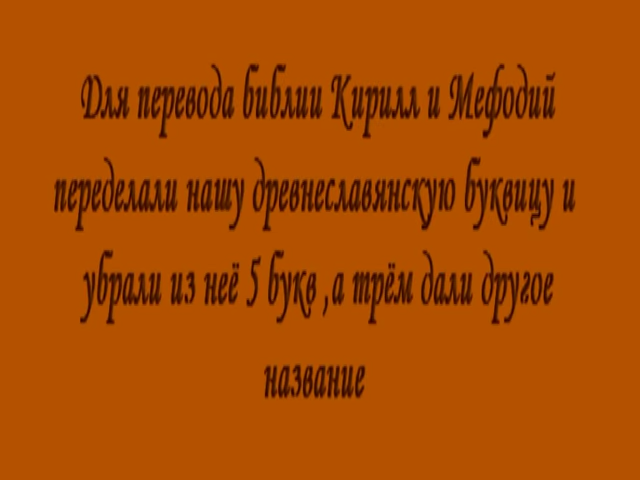 Для перевода библии Кирилл и Мефодий
переделали нашу древнеславянскую буквицу и
убрали из неё 5 букв ,а трём дали другое
название